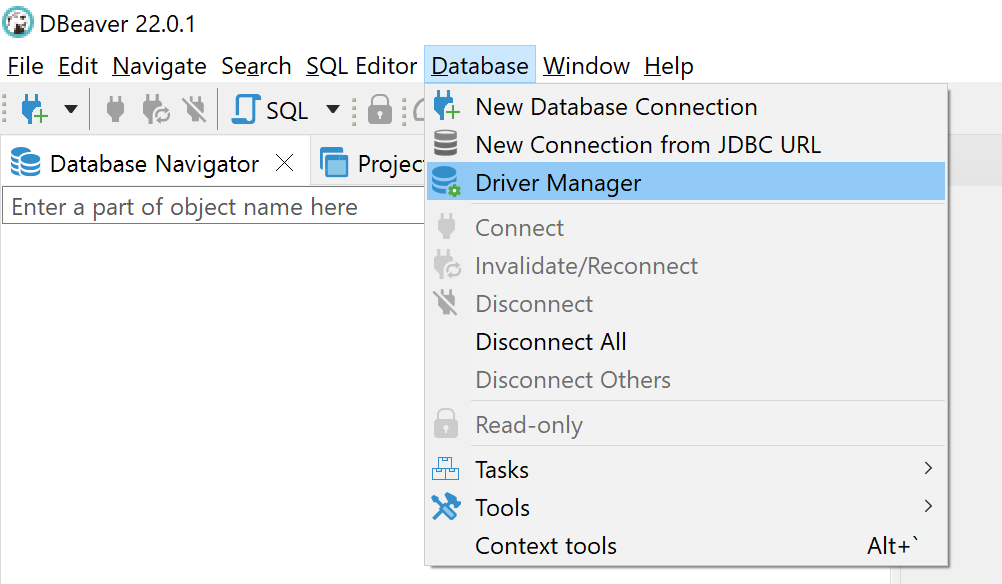 DBeaver 22.0.1
File Edit Navigate Search SQL Editor Database Window Help
SQL
Database Navigator
Enter a part of object name here
New Database Connection
New Connection from JDBC URL
Driver Manager
Connect
Invalidate/Reconnect
Disconnect
Disconnect All
Disconnect Others
Read-only
Tasks
Tools
Context tools Alt+`